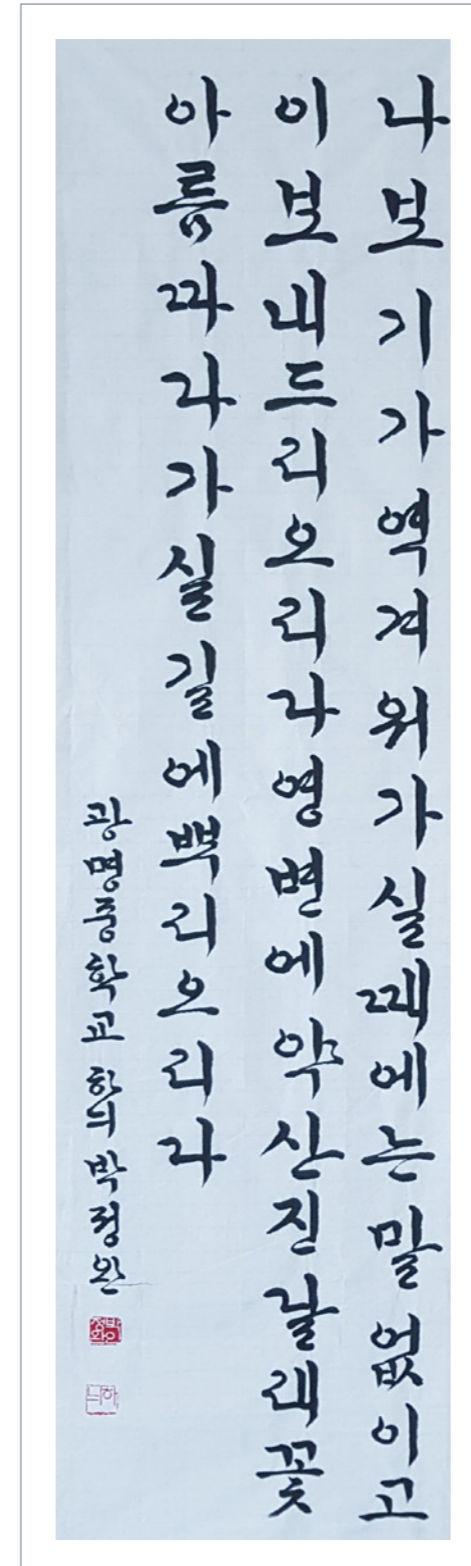 나보기가역겨워가실때에는말없이고
이보내드리오리다영변에약산진달래꽃
아름따다가실길에뿌리오리다
광명중학교 하늬 박정완